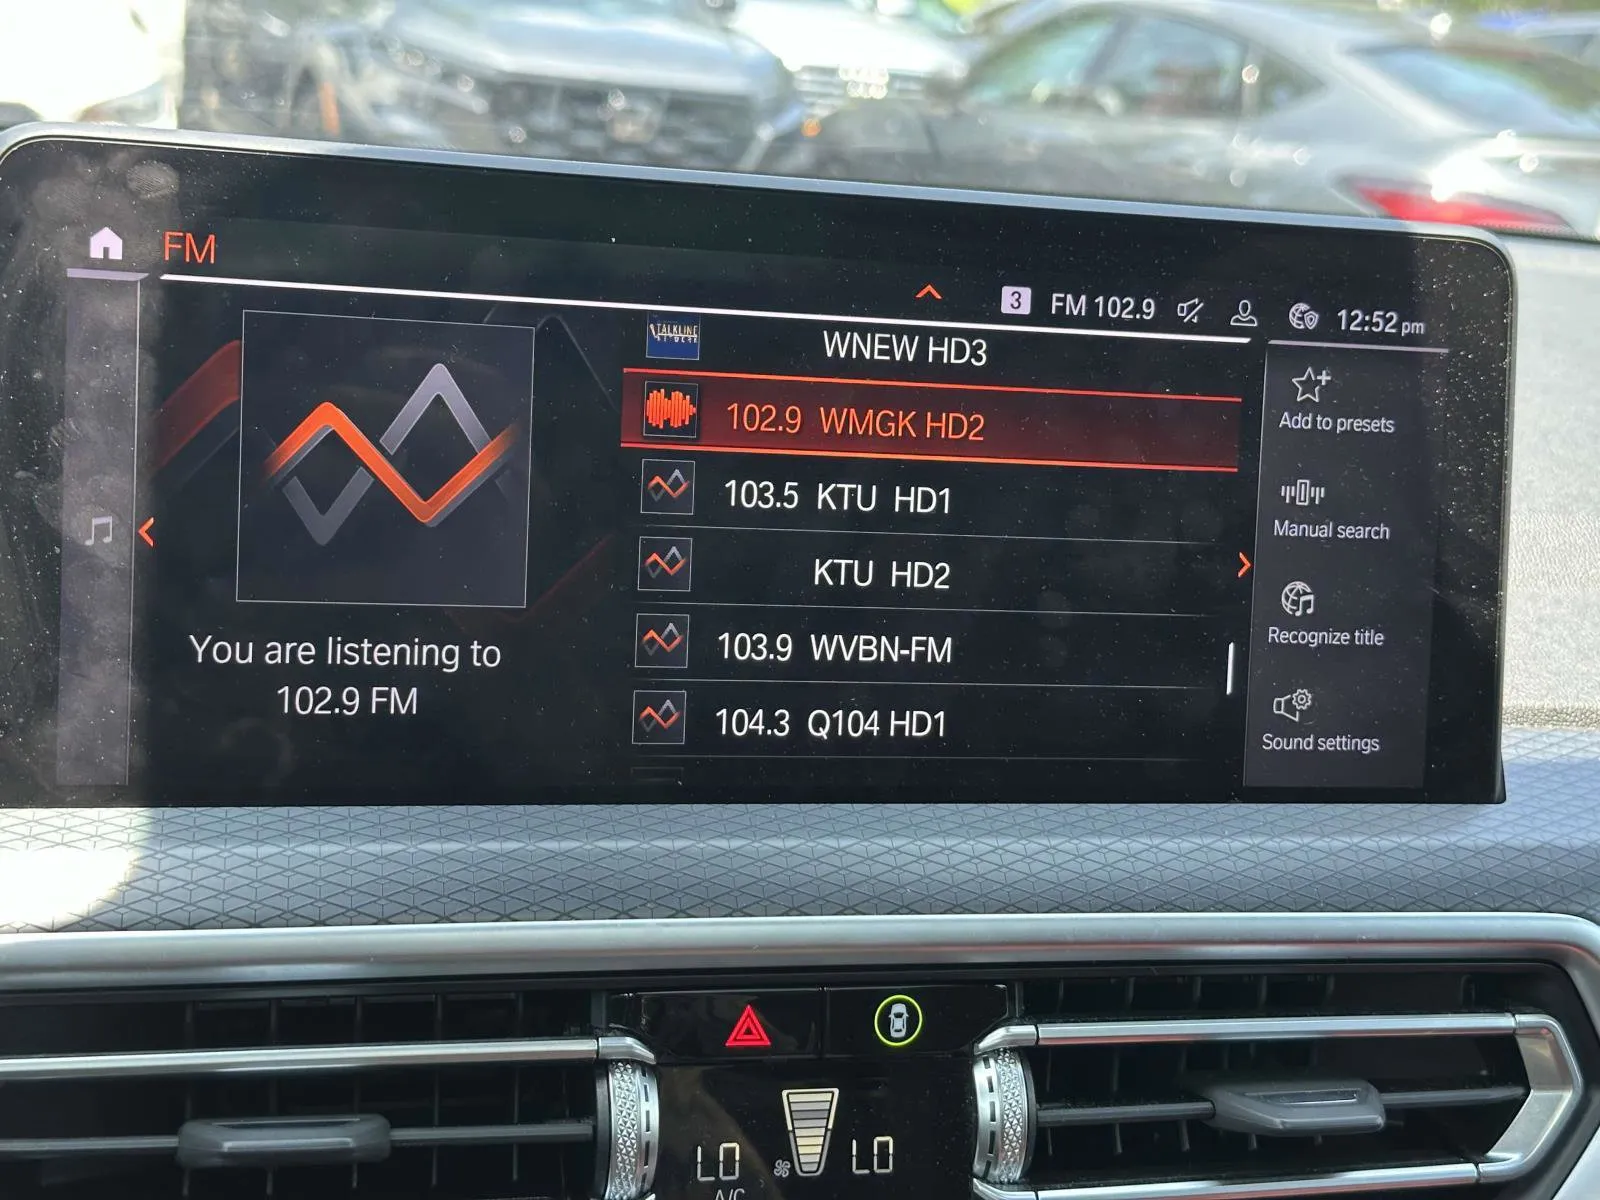 FM
3 FM 102.9 12:52 pm
TALKLINE
WNEW HD3
102.9 WMGK HD2
103.5 KTU HD1
KTU HD2
103.9 WVBN-FM
104.3 Q104 HD1
You are listening to
102.9 FM
Add to presets
Manual search
Recognize title
Sound settings
LO LO
A/C